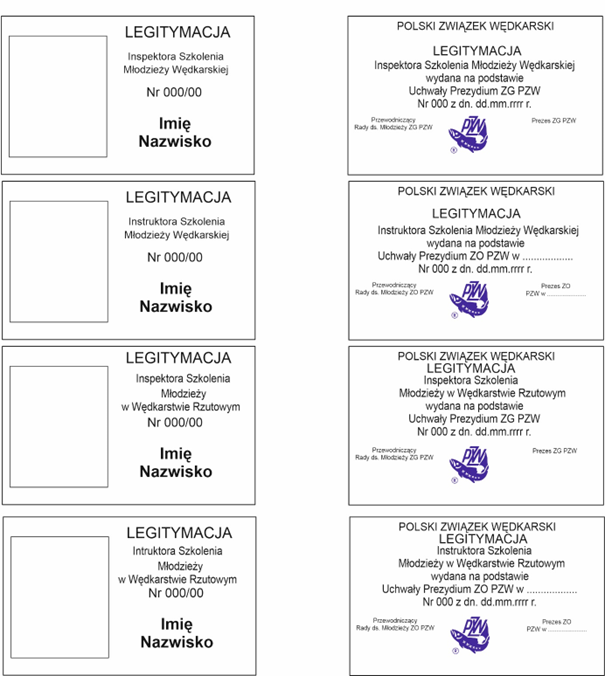 LEGITYMACJA
Inspektora Szkolenia
Młodzieży Wędkarskiej
Nr 000/00
Imię
Nazwisko
POLSKI ZWIĄZEK WĘDKARSKI
LEGITYMACJA
Inspektora Szkolenia Młodzieży Wędkarskiej
wydana na podstawie
Uchwały Prezydium ZG PZW
Nr 000 z dn. dd.mm.rrrr r.
Przewodniczący
Rady ds. Młodzieży ZG PZW
PZW
®
Prezes ZG PZW
LEGITYMACJA
Instruktora Szkolenia
Młodzieży Wędkarskiej
Nr 000/00
Imię
Nazwisko
POLSKI ZWIĄZEK WĘDKARSKI
LEGITYMACJA
Instruktora Szkolenia Młodzieży Wędkarskiej
wydana na podstawie
Uchwały Prezydium ZO PZW w ..................
Nr 000 z dn. dd.mm.rrrr r.
Przewodniczący
Rady ds. Młodzieży ZO PZW
PZW
®
Prezes ZO
PZW w ........................
LEGITYMACJA
Inspektora Szkolenia
Młodzieży
w Wędkarstwie Rzutowym
Nr 000/00
Imię
Nazwisko
POLSKI ZWIĄZEK WĘDKARSKI
LEGITYMACJA
Inspektora Szkolenia
Młodzieży w Wędkarstwie Rzutowym
wydana na podstawie
Uchwały Prezydium ZG PZW
Nr 000 z dn. dd.mm.rrrr r.
Przewodniczący
Rady ds. Młodzieży ZG PZW
PZW
®
Prezes ZG PZW
LEGITYMACJA
Intruktora Szkolenia
Młodzieży
w Wędkarstwie Rzutowym
Nr 000/00
Imię
Nazwisko
POLSKI ZWIĄZEK WĘDKARSKI
LEGITYMACJA
Instruktora Szkolenia
Młodzieży w Wędkarstwie Rzutowym
wydana na podstawie
Uchwały Prezydium ZO PZW w ..................
Nr 000 z dn. dd.mm.rrrr r.
Przewodniczący
Rady ds. Młodzieży ZO PZW
PZW
®
Prezes ZO
PZW w ........................